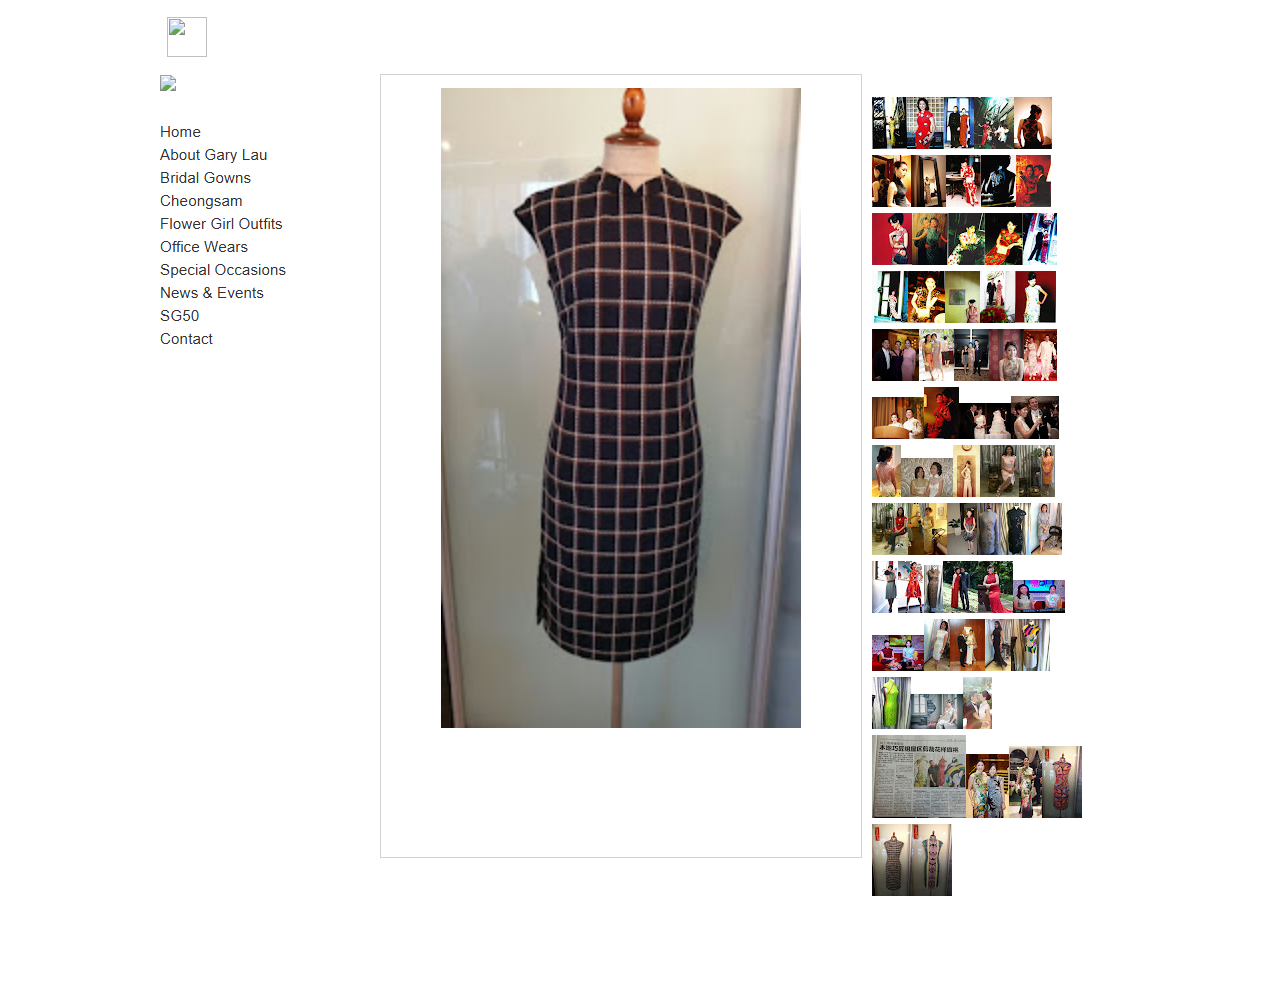 Home
About Gary Lau
Bridal Gowns
Cheongsam
Flower Girl Outfits
Office Wears
Special Occasions
News & Events
SG50
Contact